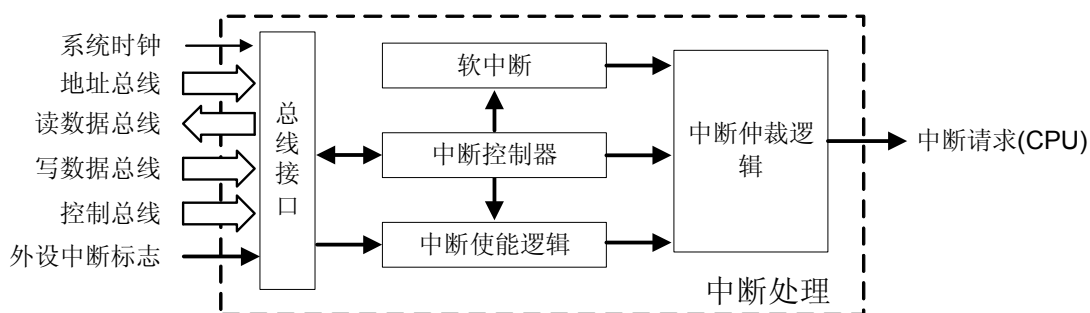 系统时钟
地址总线
读数据总线
写数据总线
控制总线
外设中断标志
总
线
接
口
软中断
中断控制器
中断使能逻辑
中断仲裁逻
辑
中断请求(CPU)
中断处理